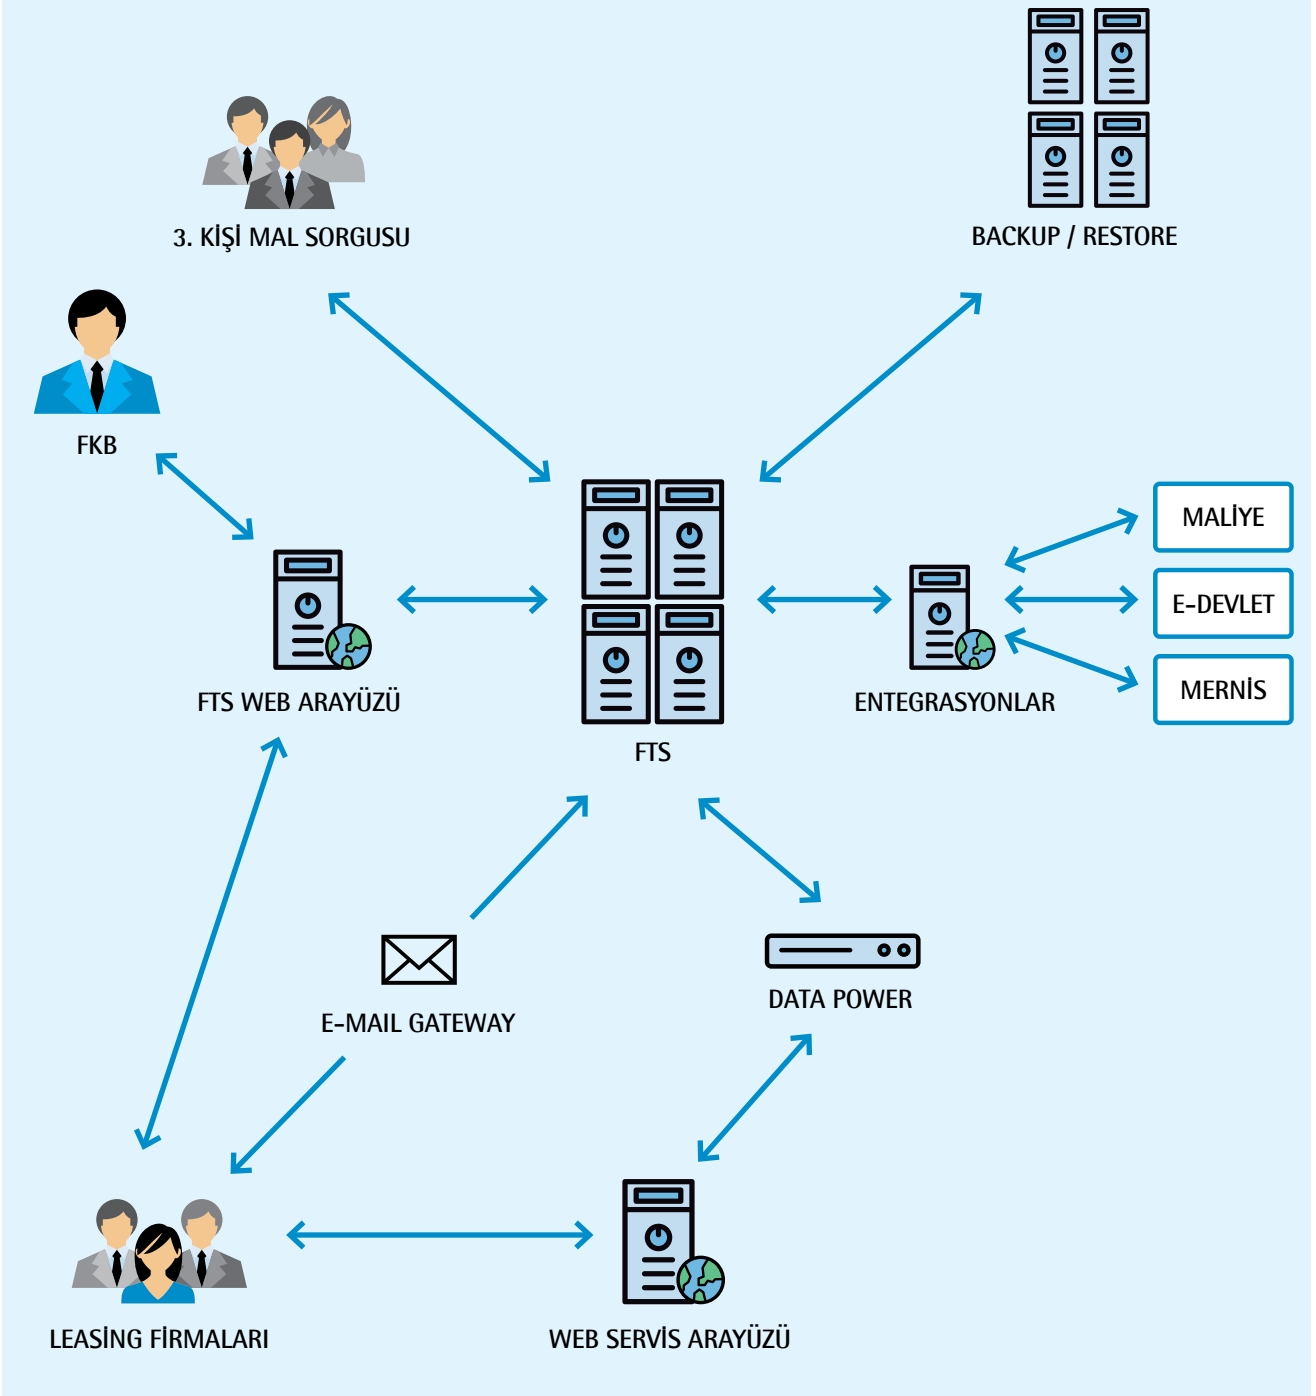 3. KİŞİ MAL SORGUSU
BACKUP / RESTORE
FKB
MALİYE
E-DEVLET
MERNİS
FTS WEB ARAYÜZÜ
ENTEGRASYONLAR
FTS
E-MAIL GATEWAY
DATA POWER
LEASİNG FİRMALARI
WEB SERVİS ARAYÜZÜ